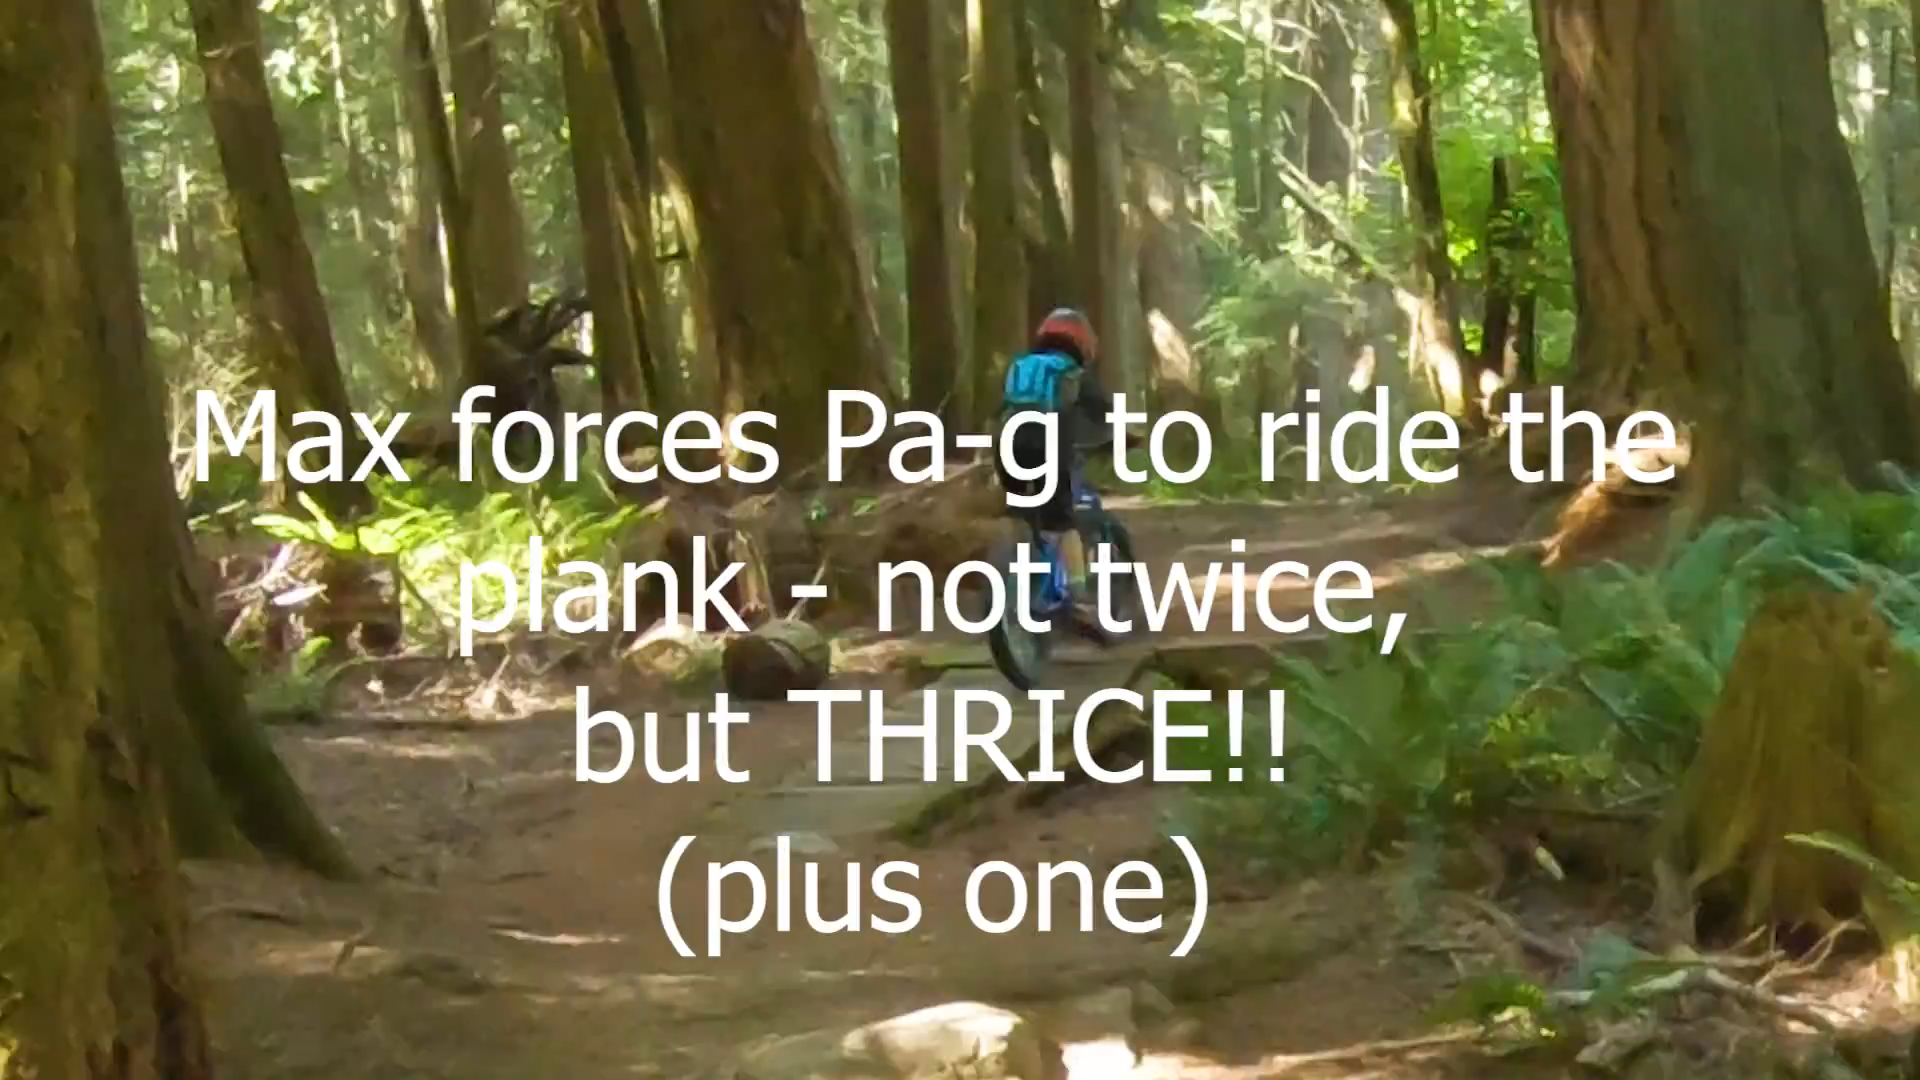 Max forces Pa-g to ride the
plank - not twice,
but THRICE!!
(plus one)